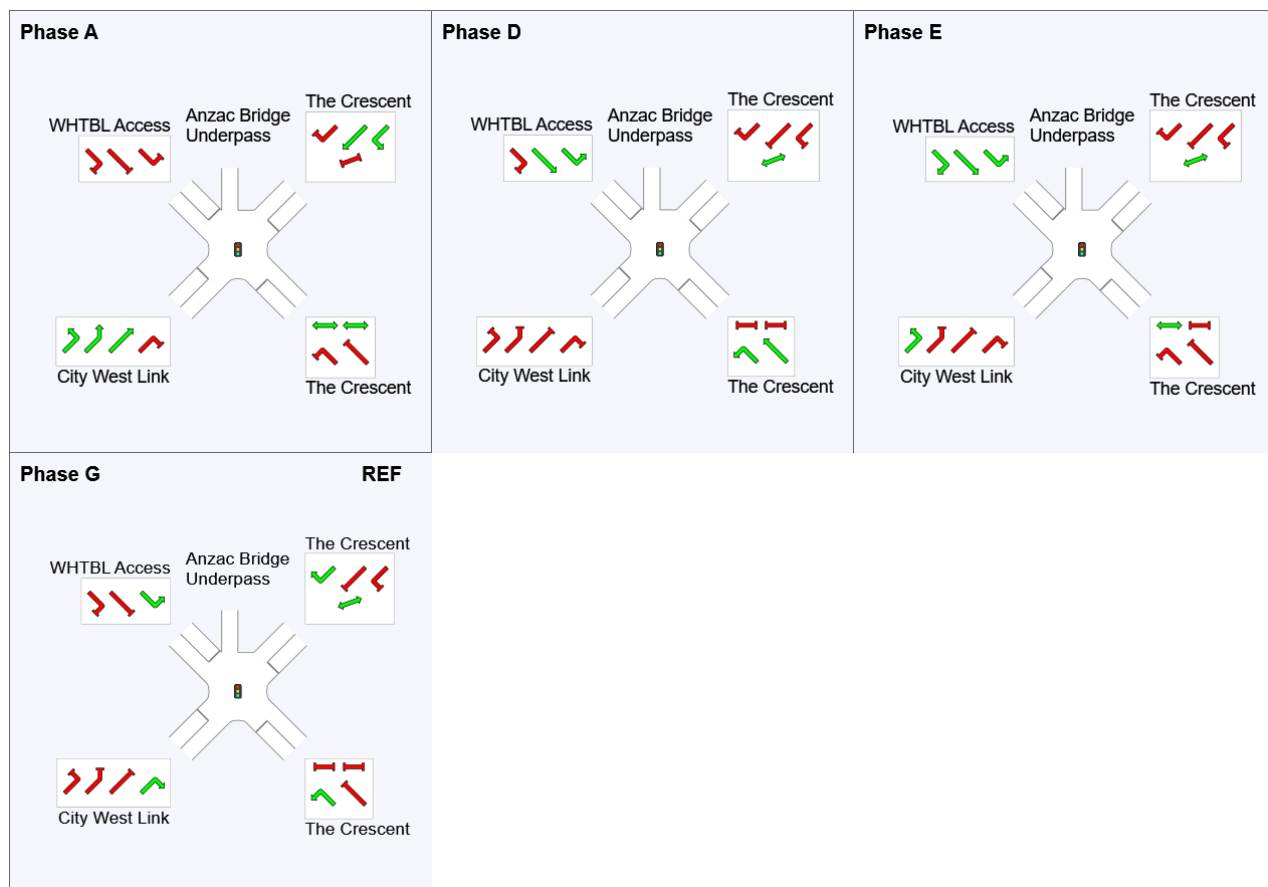 Phase A
The Crescent
Anzac Bridge
Underpass
WHTBL Access
City West Link
The Crescent
Phase D
The Crescent
Anzac Bridge
Underpass
WHTBL Access
City West Link
The Crescent
Phase E
The Crescent
Anzac Bridge
Underpass
WHTBL Access
City West Link
The Crescent
Phase G REF
The Crescent
Anzac Bridge
Underpass
WHTBL Access
City West Link
The Crescent